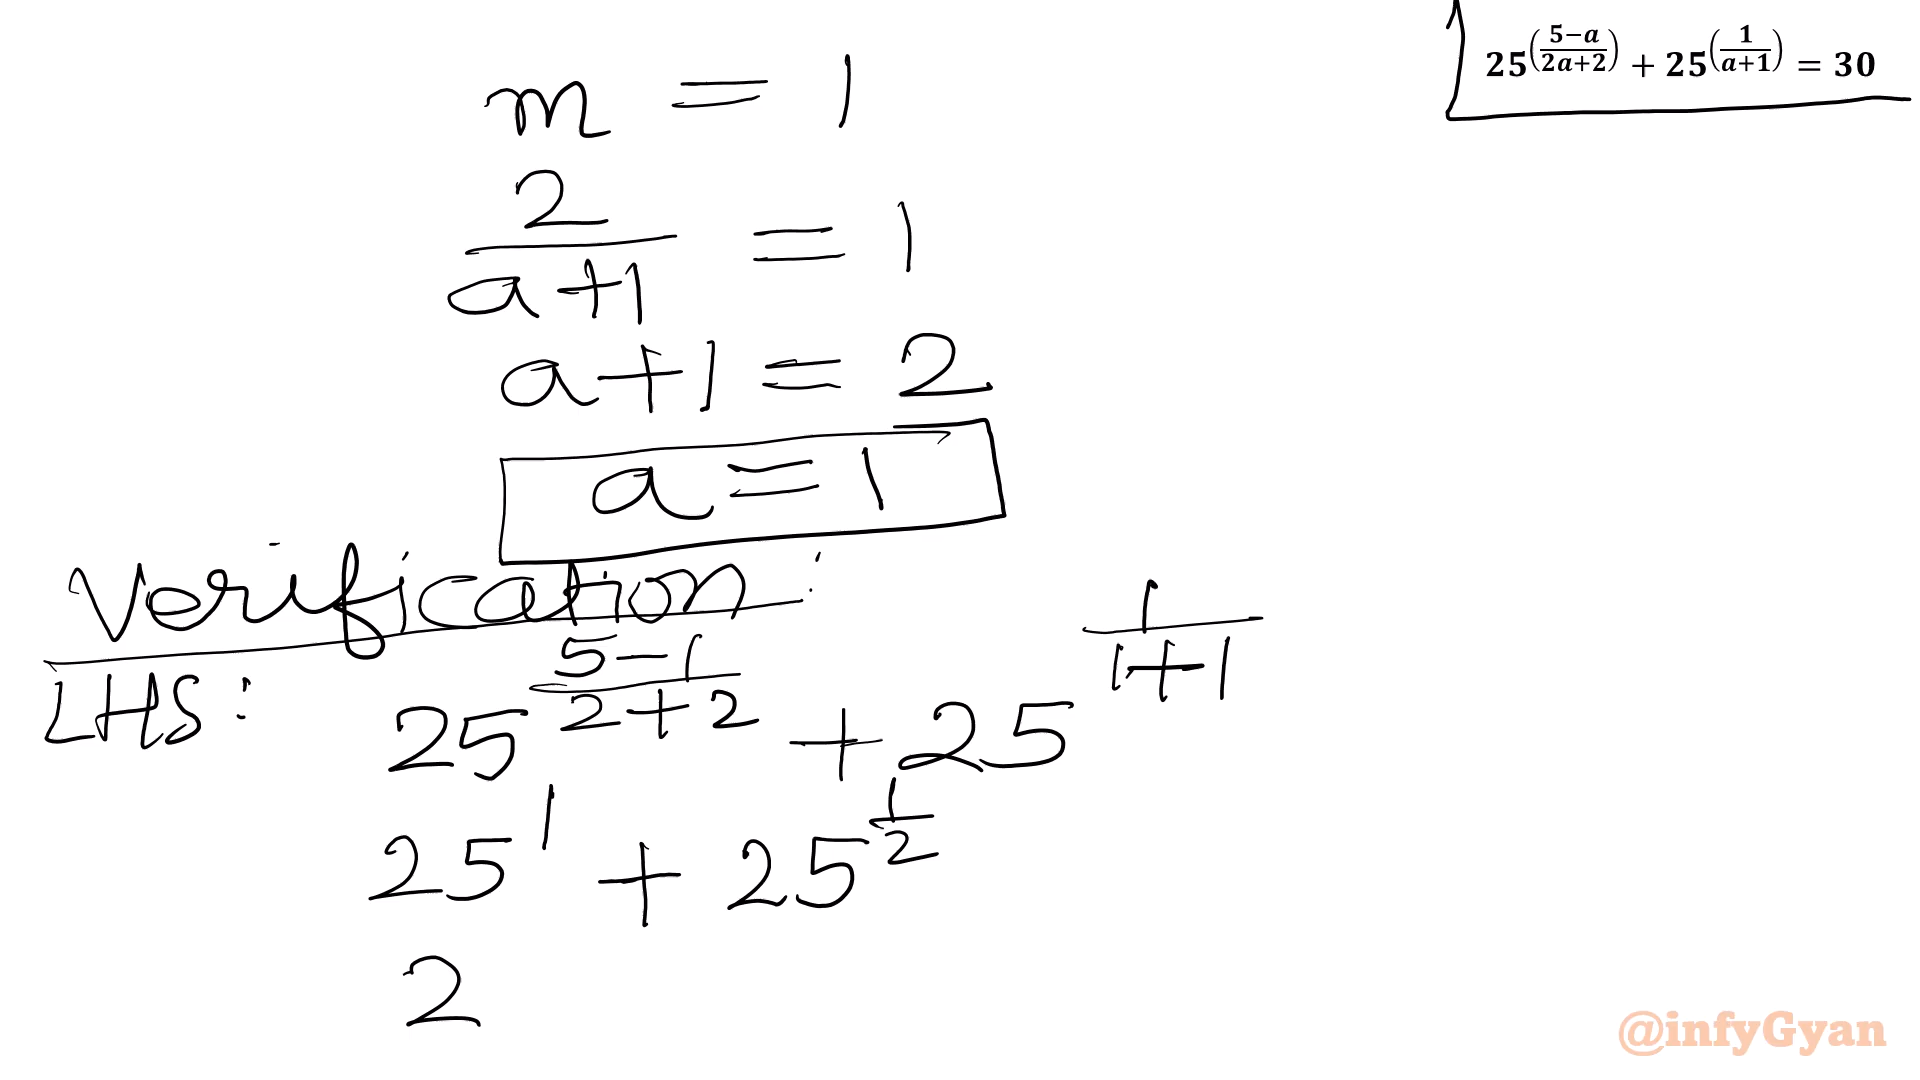 25^((5-a)/(2a+2)) + 25^(1/(a+1)) = 30
m = 1
2/(a+1) = 1
a+1 = 2
a = 1
Verification:
LHS: 25^((5-1)/(2+2)) + 25^(1/(1+1))
25^1 + 25^(1/2)
2
@infyGyan